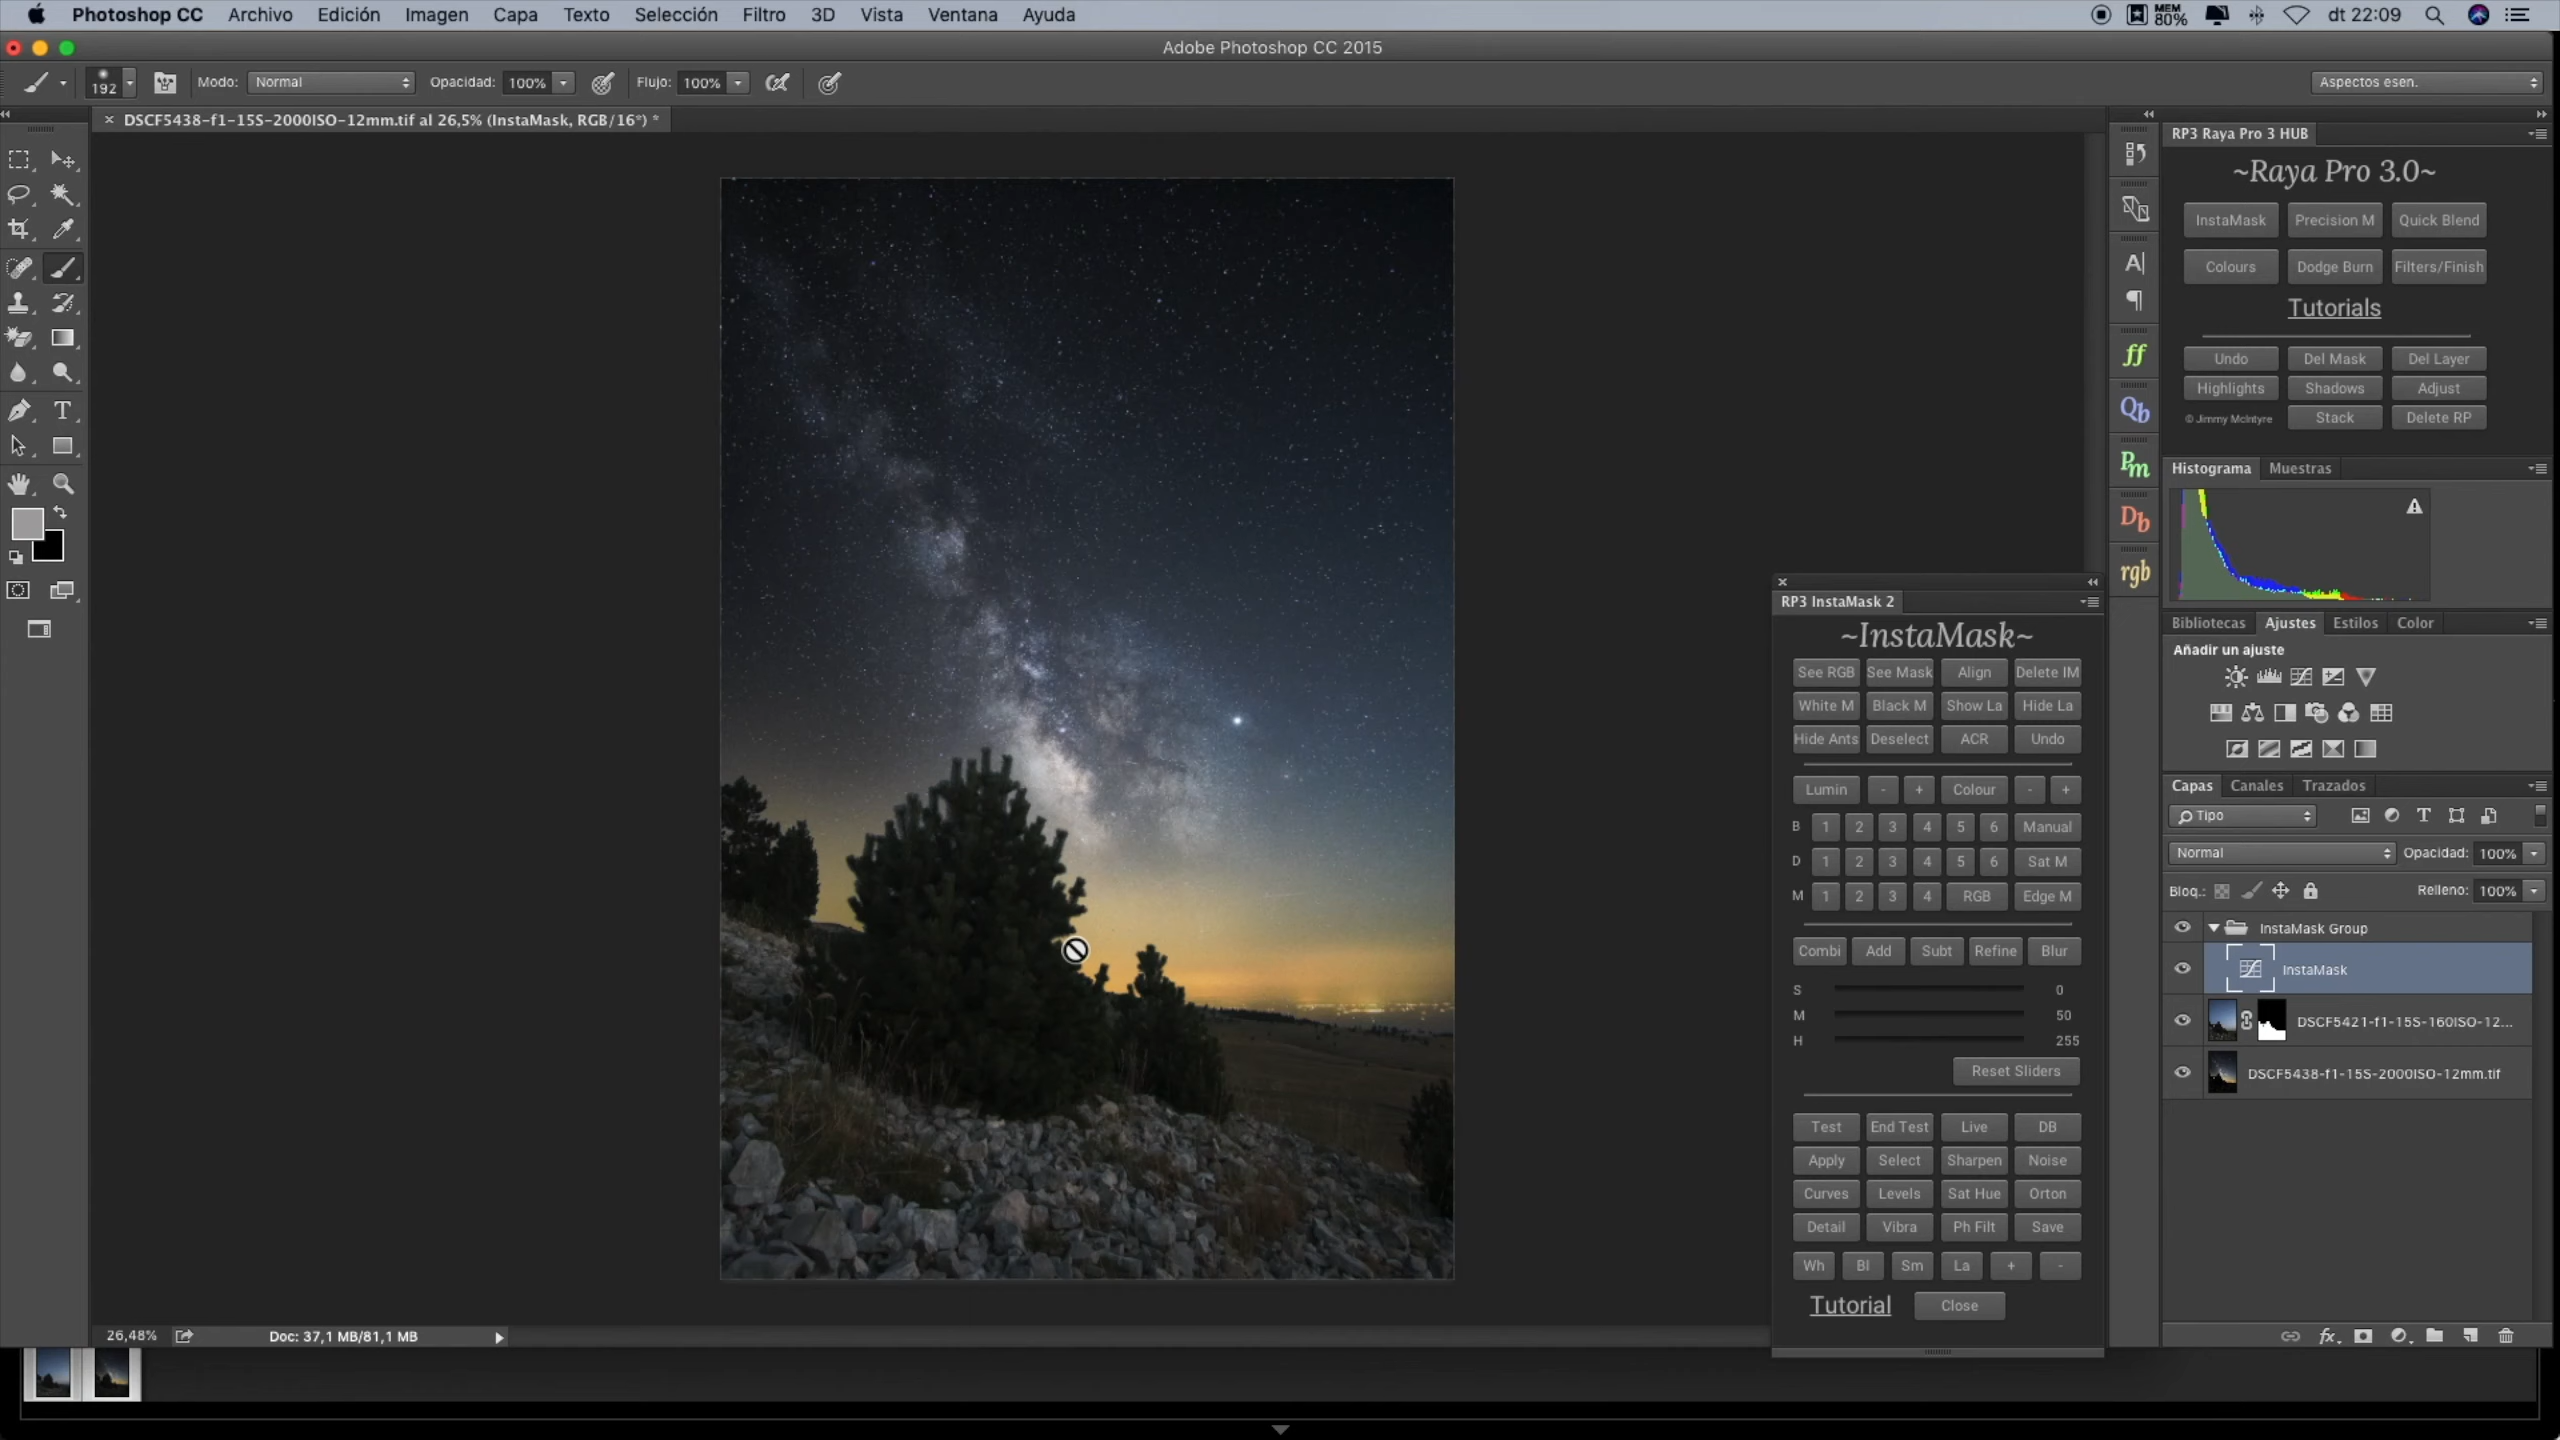 Photoshop CC Archivo Edición Imagen Capa Texto Selección Filtro 3D Vista Ventana Ayuda MEM 80% dt 22:09
Adobe Photoshop CC 2015
192 Modo: Normal Opacidad: 100% Flujo: 100% Aspectos esen.
× DSCF5438-f1-15S-2000ISO-12mm.tif al 26,5% (InstaMask, RGB/16*) *
RP3 Raya Pro 3 HUB
~Raya Pro 3.0~
InstaMask Precision M Quick Blend
Colours Dodge Burn Filters/Finish
Tutorials
Undo Del Mask Del Layer
Highlights Shadows Adjust
© Jimmy McIntyre Stack Delete RP
A
¶
ff
Qb
Pm
Db
rgb
T
Histograma Muestras
Bibliotecas Ajustes Estilos Color
Añadir un ajuste
Capas Canales Trazados
Tipo T
Normal Opacidad: 100%
Bloq.: Relleno: 100%
InstaMask Group
InstaMask
DSCF5421-f1-15S-160ISO-12...
DSCF5438-f1-15S-2000ISO-12mm.tif
fx
RP3 InstaMask 2
~InstaMask~
See RGB See Mask Align Delete IM
White M Black M Show La Hide La
Hide Ants Deselect ACR Undo
Lumin - + Colour - +
B 1 2 3 4 5 6 Manual
D 1 2 3 4 5 6 Sat M
M 1 2 3 4 RGB Edge M
Combi Add Subt Refine Blur
S 0
M 50
H 255
Reset Sliders
Test End Test Live DB
Apply Select Sharpen Noise
Curves Levels Sat Hue Orton
Detail Vibra Ph Filt Save
Wh Bl Sm La + -
Tutorial Close
26,48% Doc: 37,1 MB/81,1 MB